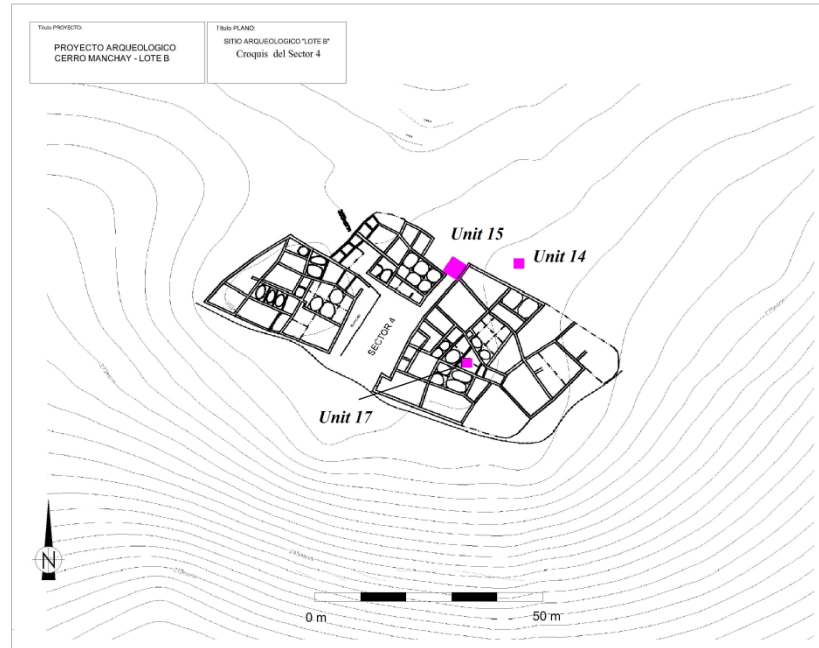 Título PROYECTO:
PROYECTO ARQUEOLOGICO
CERRO MANCHAY - LOTE B
Título PLANO:
SITIO ARQUEOLOGICO "LOTE B"
Croquis del Sector 4
Unit 15
Unit 14
SECTOR 4
Unit 17
N
0 m
50 m